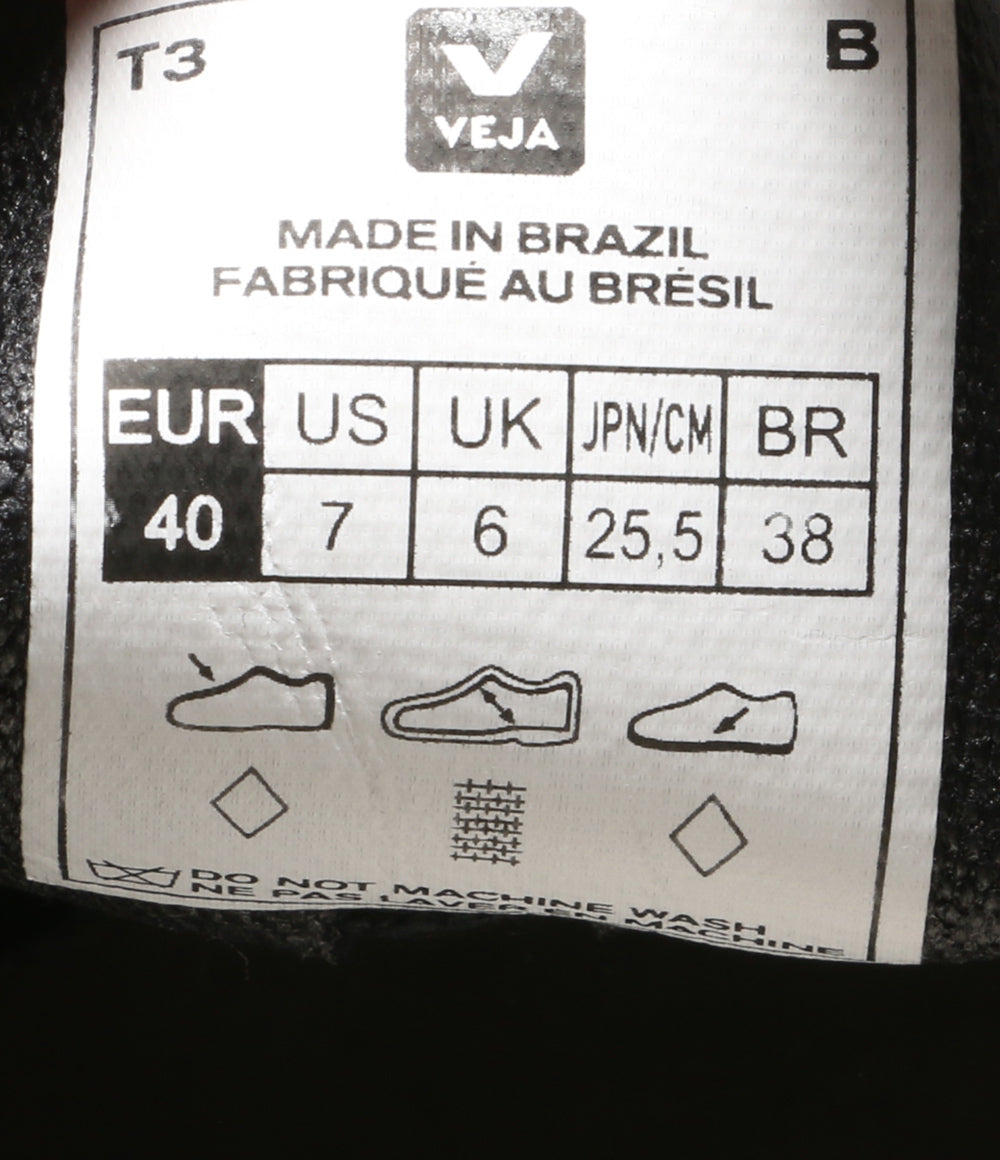 T3
B
VEJA
MADE IN BRAZIL
FABRIQUÉ AU BRÉSIL
EUR US UK JPN/CM BR
40 7 6 25,5 38
DO NOT MACHINE WASH
NE PAS LAVER EN MACHINE